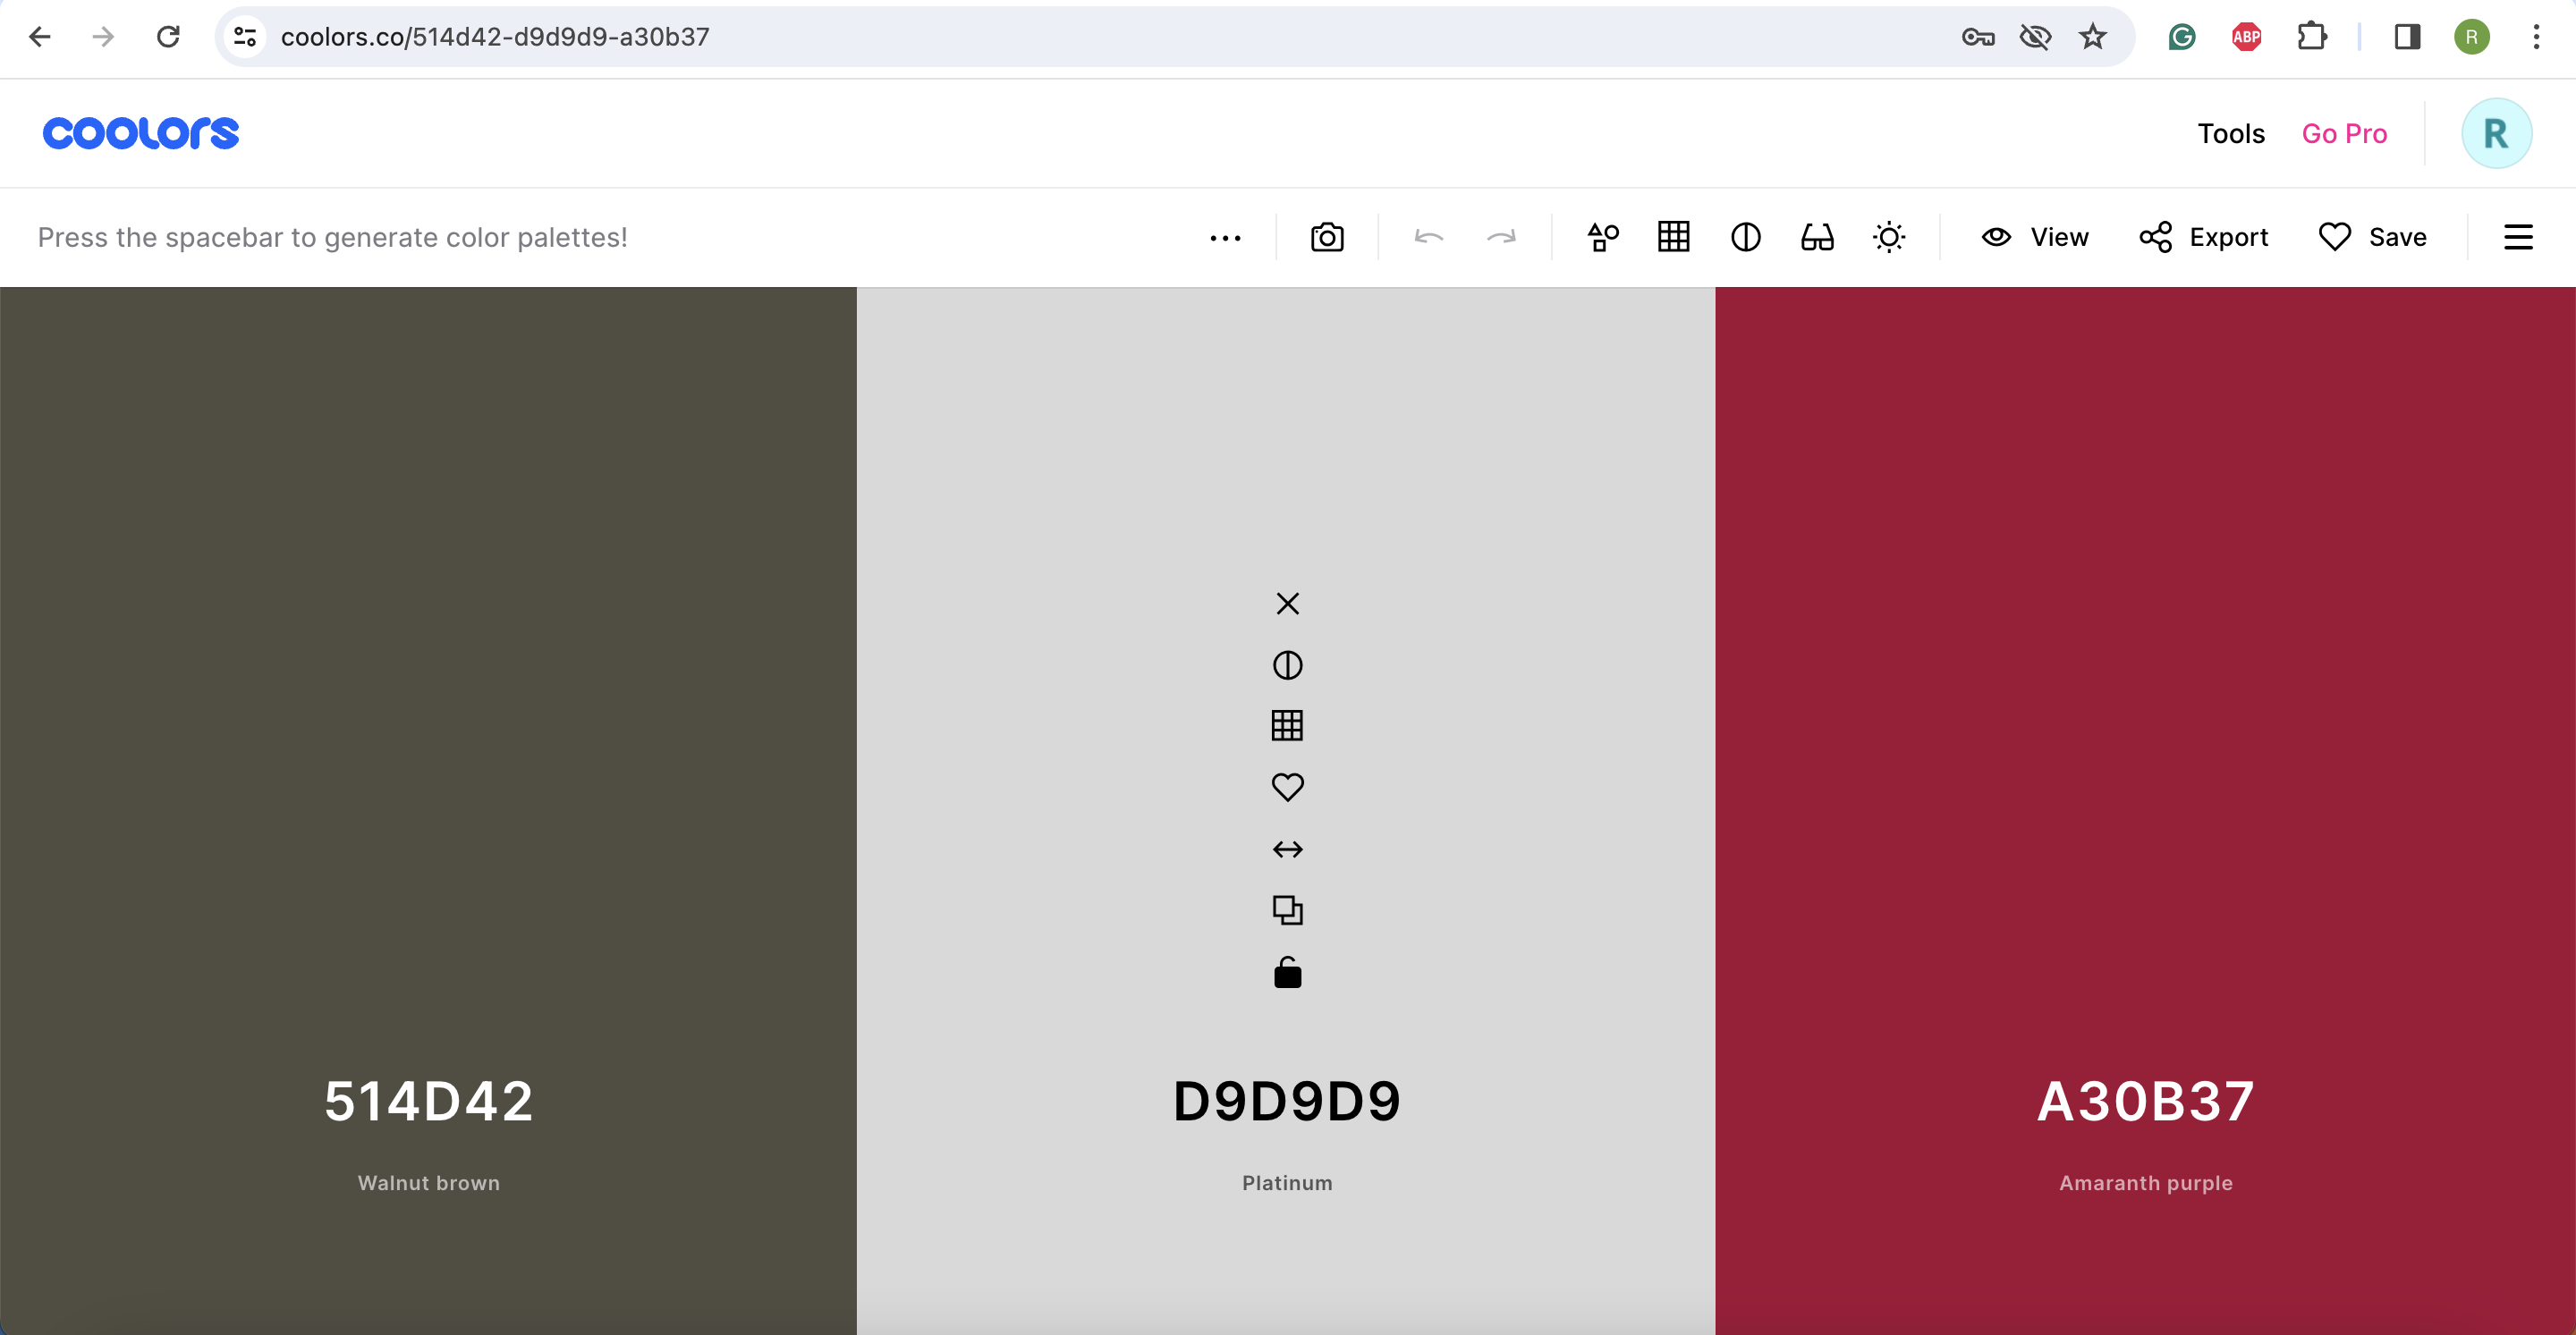 coolors.co/514d42-d9d9d9-a30b37
ABP
R
coolors
Tools
Go Pro
R
Press the spacebar to generate color palettes!
View
Export
Save
514D42
Walnut brown
D9D9D9
Platinum
A30B37
Amaranth purple